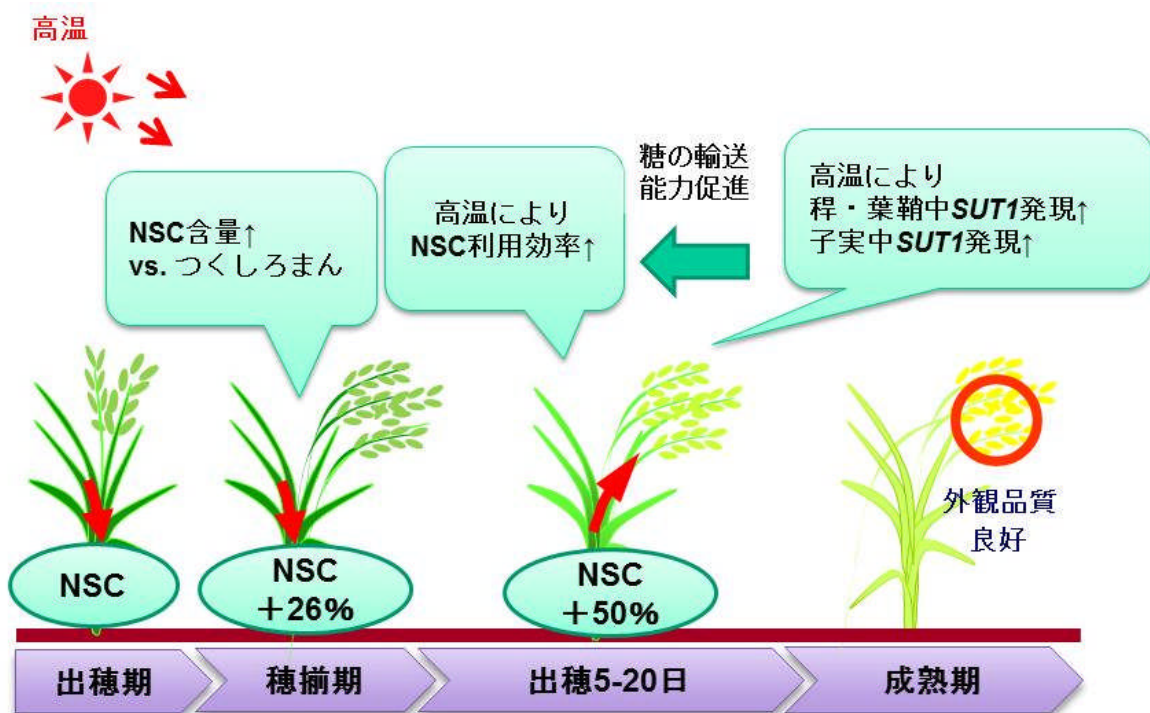 高温
NSC含量↑
vs. つくしろまん
高温により
NSC利用効率↑
糖の輸送
能力促進
高温により
稈・葉鞘中SUT1発現↑
子実中SUT1発現↑
外観品質
良好
NSC
NSC
＋26%
NSC
＋50%
出穂期
穂揃期
出穂5-20日
成熟期